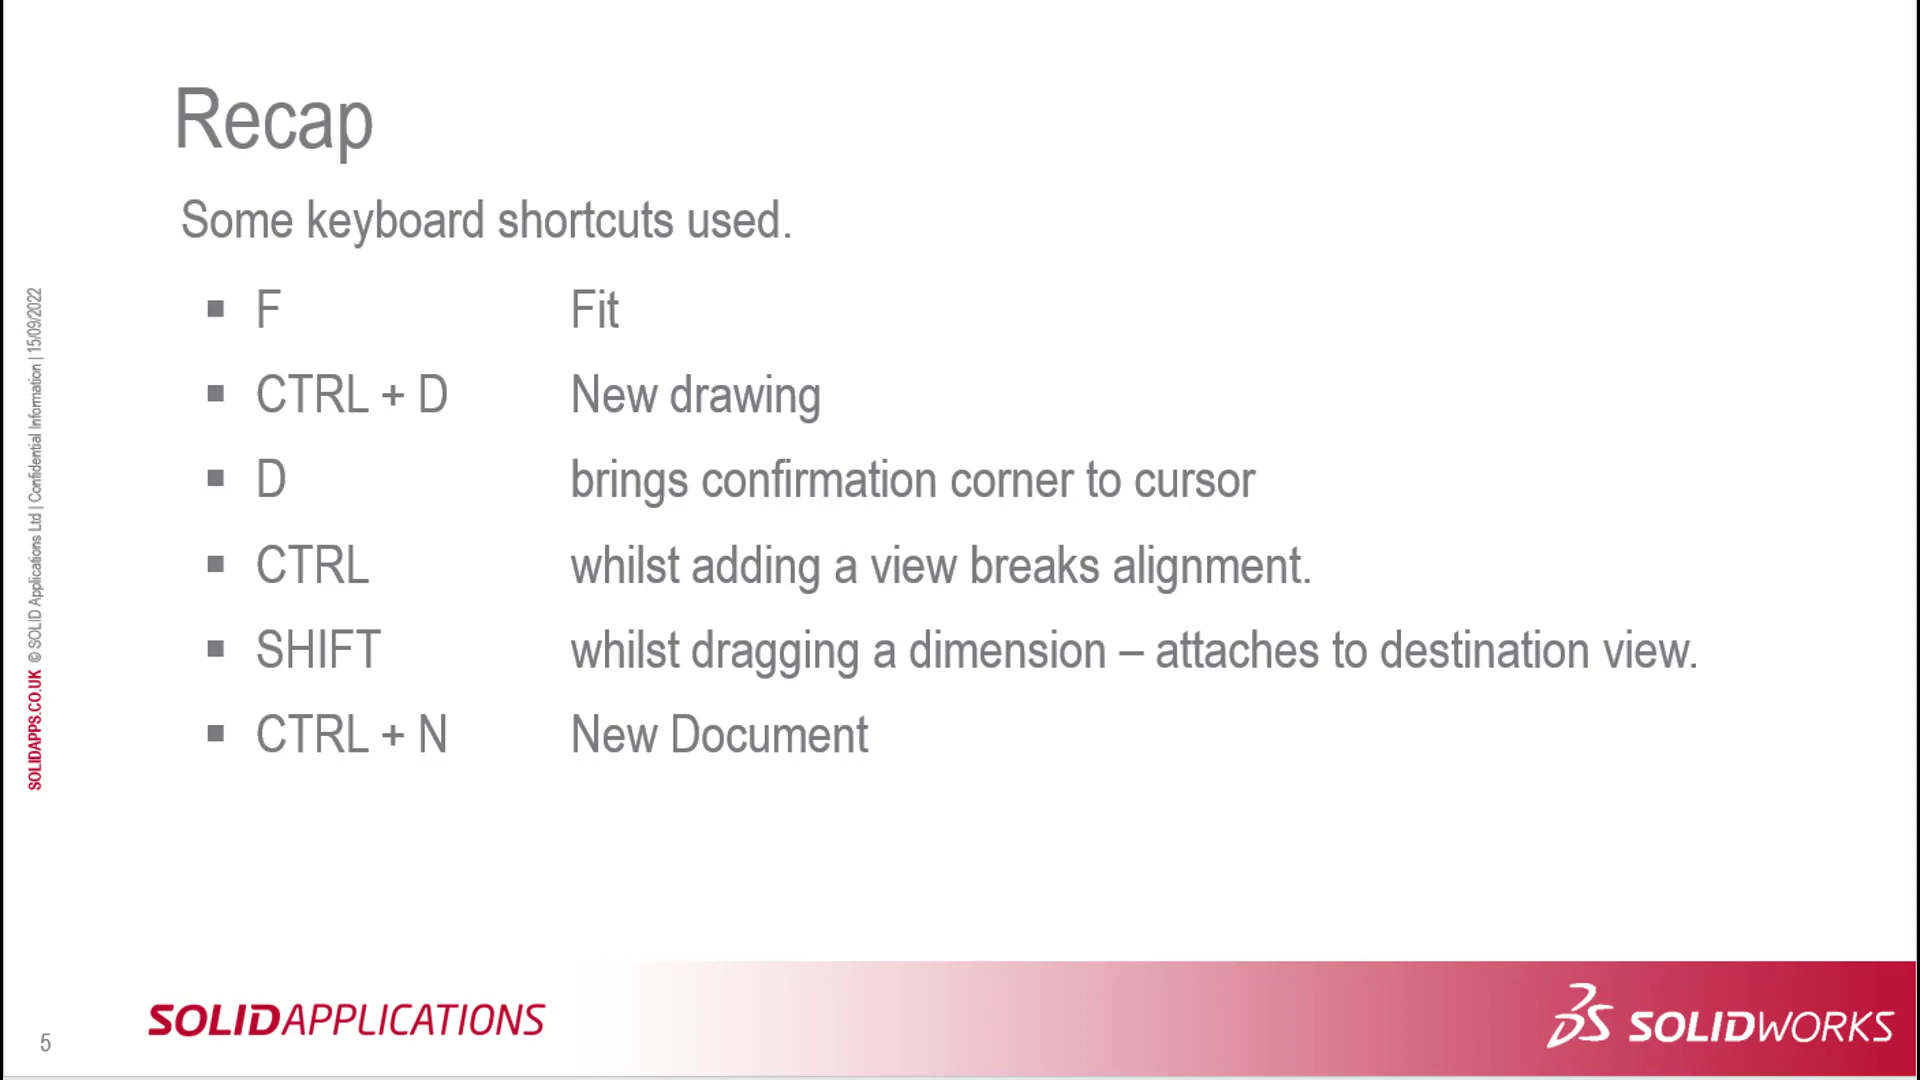 Recap
Some keyboard shortcuts used.
▪ F Fit
▪ CTRL + D New drawing
▪ D brings confirmation corner to cursor
▪ CTRL whilst adding a view breaks alignment.
▪ SHIFT whilst dragging a dimension – attaches to destination view.
▪ CTRL + N New Document
SOLIDAPPS.CO.UK © SOLID Applications Ltd | Confidential Information | 15/09/2022
5
SOLIDAPPLICATIONS
3S SOLIDWORKS